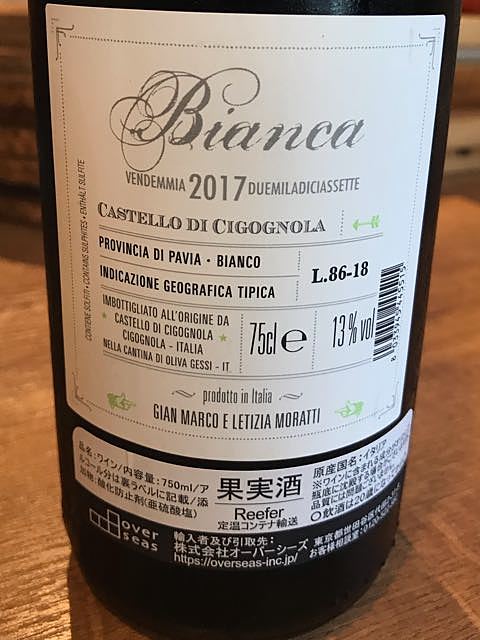 Bianca
VENDEMMIA 2017 DUEMILADICIASSETTE
CASTELLO DI CIGOGNOLA
PROVINCIA DI PAVIA • BIANCO
INDICAZIONE GEOGRAFICA TIPICA
L.86-18
IMBOTTIGLIATO ALL'ORIGINE DA
CASTELLO DI CIGOGNOLA
CIGOGNOLA - ITALIA
NELLA CANTINA DI OLIVA GESSI - IT
75cl e
13% vol
CONTIENE SOLFITI • CONTAINS SULPHITES • ENTHÄLT SULFITE
prodotto in Italia
GIAN MARCO E LETIZIA MORATTI
品名:ワイン/内容量:750ml/ア
ルコール分は裏ラベルに記載/添
加物:酸化防止剤(亜硫酸塩)
果実酒
Reefer
定温コンテナ輸送
原産国名:イタリア
over
seas
輸入者及び引取先:
株式会社オーバーシーズ
https://overseas-inc.jp/